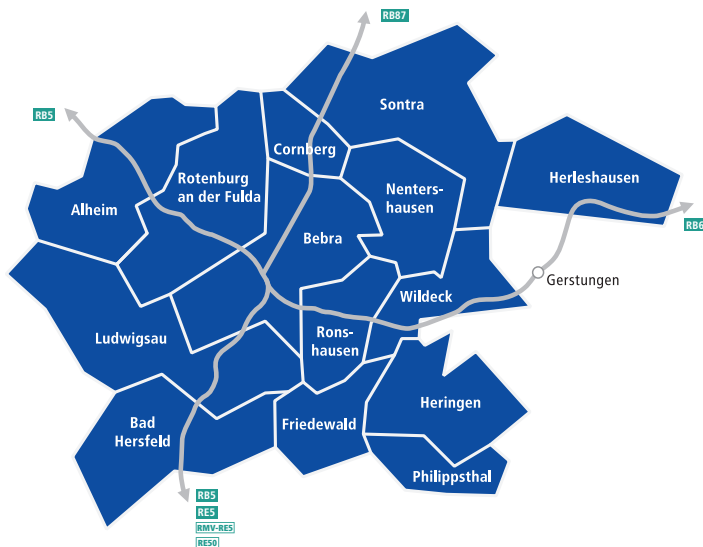 RB87
Sontra
RB5
Cornberg
Rotenburg
an der Fulda
Nenters-
hausen
Herleshausen
Alheim
RB6
Bebra
Gerstungen
Wildeck
Ludwigsau
Rons-
hausen
Heringen
Bad
Hersfeld
Friedewald
Philippsthal
RB5
RE5
RMV-RE5
RE50